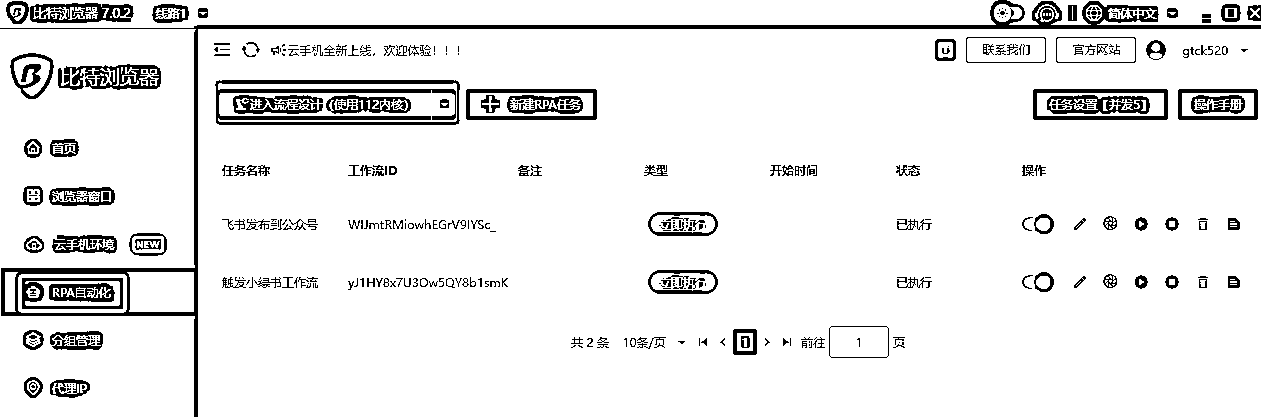 比特浏览器 7.0.2 线路1 简体中文
云手机全新上线，欢迎体验！！！ 联系我们 官方网站 gtck520
比特浏览器
进入流程设计 (使用112内核) 新建RPA任务 任务设置 [并发5] 操作手册
首页
浏览器窗口
云手机环境 NEW
RPA自动化
分组管理
代理IP
任务名称 工作流ID 备注 类型 开始时间 状态 操作
飞书发布到公众号 WIJmtRMiowhEGrV9IYSc_ 立即执行 已执行
触发小绿书工作流 yJ1HY8x7U3Ow5QY8b1smK 立即执行 已执行
共 2 条 10条/页 1 前往 1 页